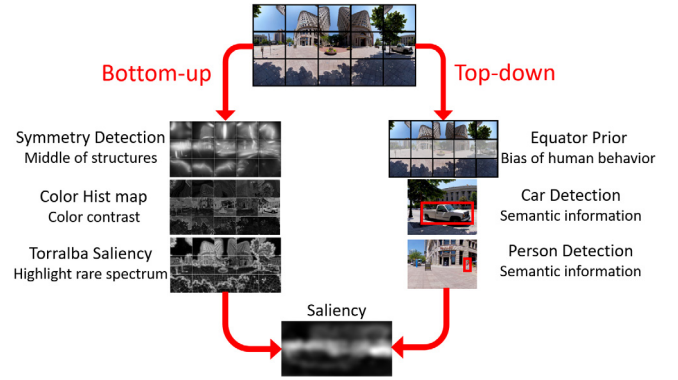 Bottom-up
Top-down
Symmetry Detection
Middle of structures
Color Hist map
Color contrast
Torralba Saliency
Highlight rare spectrum
Equator Prior
Bias of human behavior
Car Detection
Semantic information
Person Detection
Semantic information
Saliency